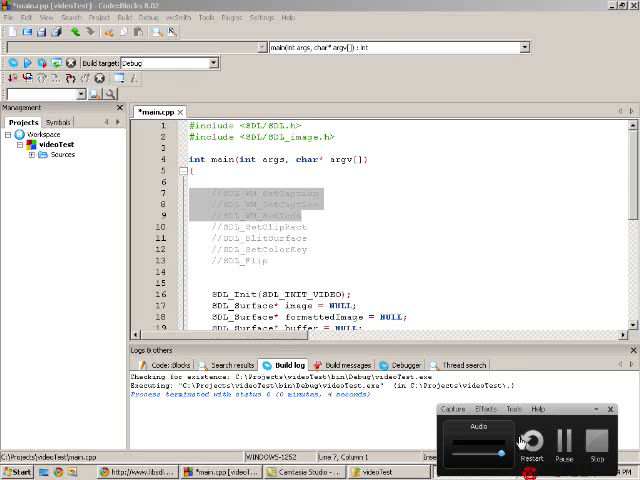 *main.cpp [videoTest] - Code::Blocks 8.02
File Edit View Search Project Build Debug wxSmith Tools Plugins Settings Help
main(int args, char* argv[]) : int
Build target: Debug
Management
Projects Symbols
Workspace
videoTest
Sources
*main.cpp
1 #include <SDL/SDL.h>
2 #include <SDL/SDL_image.h>
3
4 int main(int args, char* argv[])
5 {
6
7 //SDL_WM_SetCaption
8 //SDL_WM_GetCaption
9 //SDL_WM_SetIcon
10 //SDL_SetClipRect
11 //SDL_BlitSurface
12 //SDL_SetColorKey
13 //SDL_Flip
14
15
16 SDL_Init(SDL_INIT_VIDEO);
17 SDL_Surface* image = NULL;
18 SDL_Surface* formattedImage = NULL;
19 SDL_Surface* buffer = NULL;
Logs & others
Code::Blocks Search results Build log Build messages Debugger Thread search
Checking for existence: C:\Projects\videoTest\bin\Debug\videoTest.exe
Executing: "C:\Projects\videoTest\bin\Debug\videoTest.exe" (in C:\Projects\videoTest\.)
Process terminated with status 0 (0 minutes, 4 seconds)
Capture Effects Tools Help
Audio
Restart Pause Stop
C:\Projects\videoTest\main.cpp WINDOWS-1252 Line 7, Column
Start http://www.libsdl... *main.cpp [videoTe... Camtasia Studio - ... videoTest